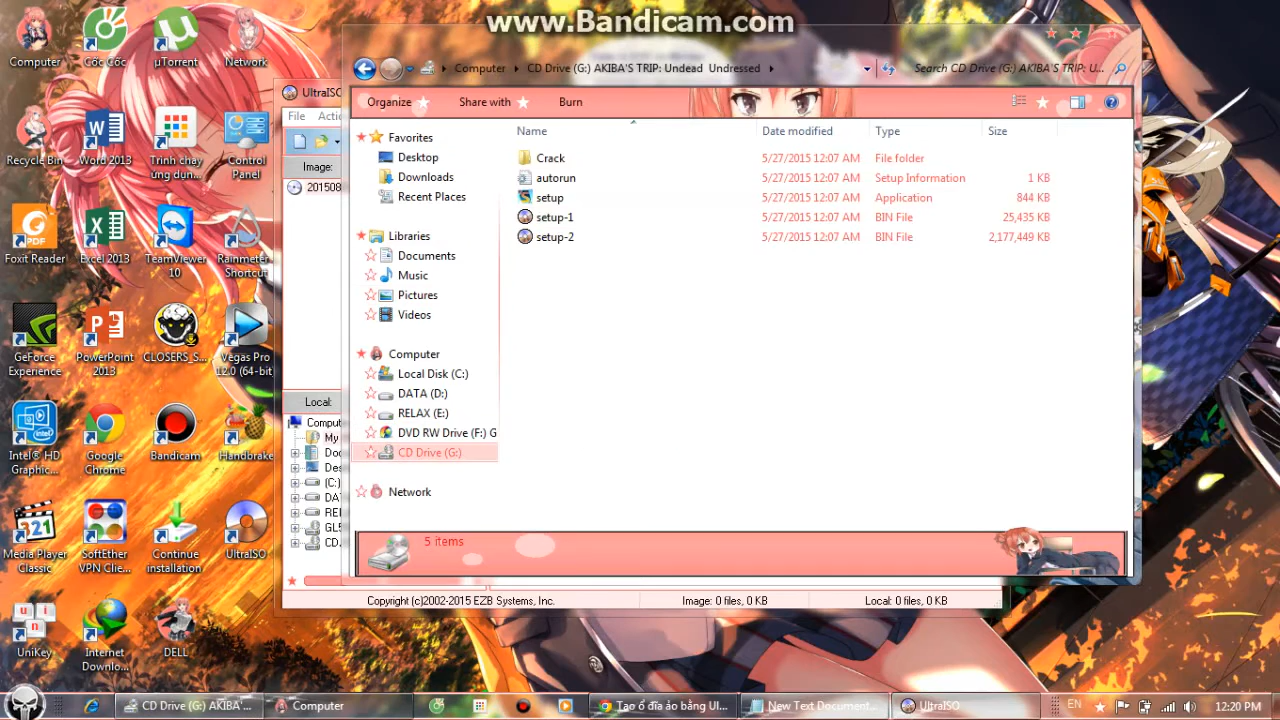 www.Bandicam.com
Computer
Cốc Cốc
µTorrent
Network
Recycle Bin
Word 2013
Trình chạy
ứng dụn...
Control
Panel
Foxit Reader
Excel 2013
TeamViewer
10
Rainmeter
Shortcut
GeForce
Experience
PowerPoint
2013
CLOSERS_S...
Vegas Pro
12.0 (64-bit)
Intel® HD
Graphic...
Google
Chrome
Bandicam
Handbrake
Media Player
Classic
SoftEther
VPN Clie...
Continue
installation
UltraISO
UniKey
Internet
Downlo...
DELL
UltraISO
File Actio
Image:
201508
Local:
Comput
My
Doc
Des
(C:)
DAT
REL
GL5
CD.
Copyright (c)2002-2015 EZB Systems, Inc. Image: 0 files, 0 KB Local: 0 files, 0 KB
Computer CD Drive (G:) AKIBA'S TRIP: Undead Undressed
Search CD Drive (G:) AKIBA'S TRIP: U...
Organize Share with Burn
Favorites
Desktop
Downloads
Recent Places
Libraries
Documents
Music
Pictures
Videos
Computer
Local Disk (C:)
DATA (D:)
RELAX (E:)
DVD RW Drive (F:) G
CD Drive (G:)
Network
Name Date modified Type Size
Crack 5/27/2015 12:07 AM File folder
autorun 5/27/2015 12:07 AM Setup Information 1 KB
setup 5/27/2015 12:07 AM Application 844 KB
setup-1 5/27/2015 12:07 AM BIN File 25,435 KB
setup-2 5/27/2015 12:07 AM BIN File 2,177,449 KB
5 items
CD Drive (G:) AKIBA'... Computer Tạo ổ đĩa ảo bằng Ul... New Text Document... UltraISO EN 12:20 PM